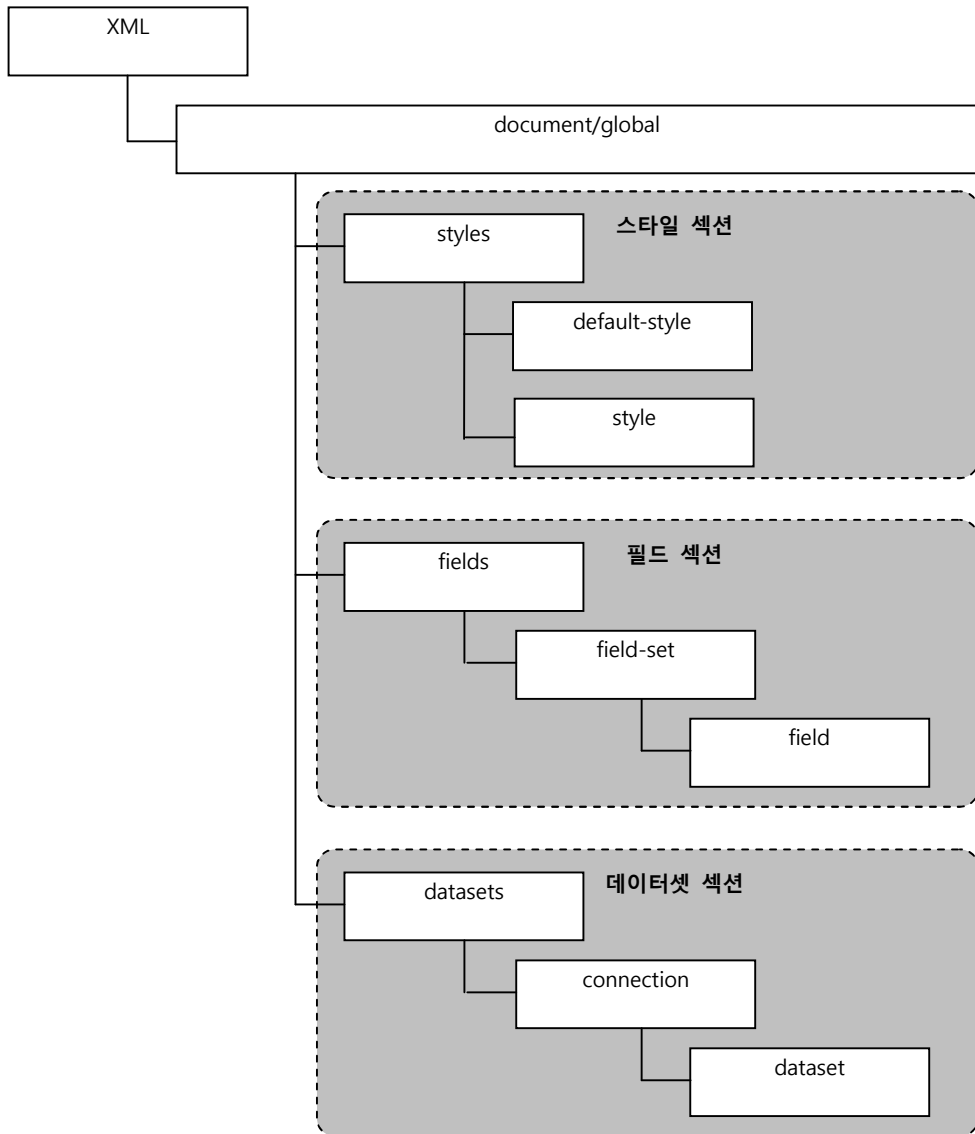 XML
document/global
styles
스타일 섹션
default-style
style
fields
필드 섹션
field-set
field
datasets
데이터셋 섹션
connection
dataset